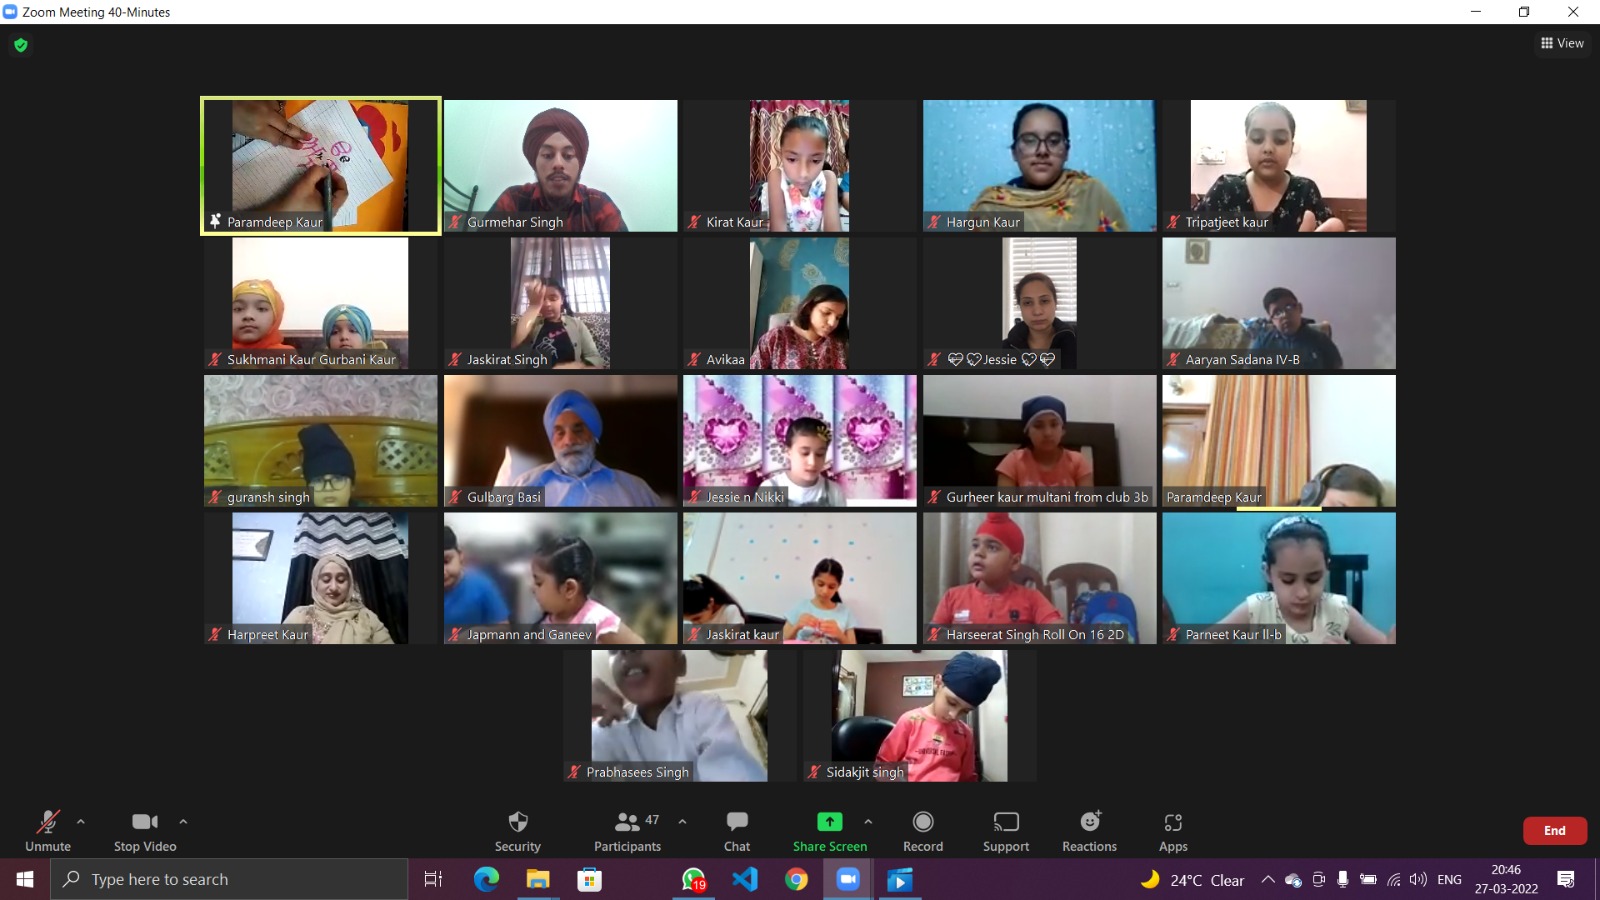 Zoom Meeting 40-Minutes
View
Paramdeep Kaur
Gurmehar Singh
Kirat Kaur
Hargun Kaur
Tripatjeet kaur
Sukhmani Kaur Gurbani Kaur
Jaskirat Singh
Avikaa
💝💝Jessie 💝💝
Aaryan Sadana IV-B
guransh singh
Gulbarg Basi
Jessie n Nikki
Gurheer kaur multani from club 3b
Paramdeep Kaur
Harpreet Kaur
Japmann and Ganeev
Jaskirat kaur
Harseerat Singh Roll On 16 2D
Parneet Kaur ll-b
Prabhasees Singh
Sidakjit singh
Unmute
Stop Video
Security
Participants 47
Chat
Share Screen
Record
Support
Reactions
Apps
End
Type here to search
19
24°C Clear
ENG
20:46
27-03-2022